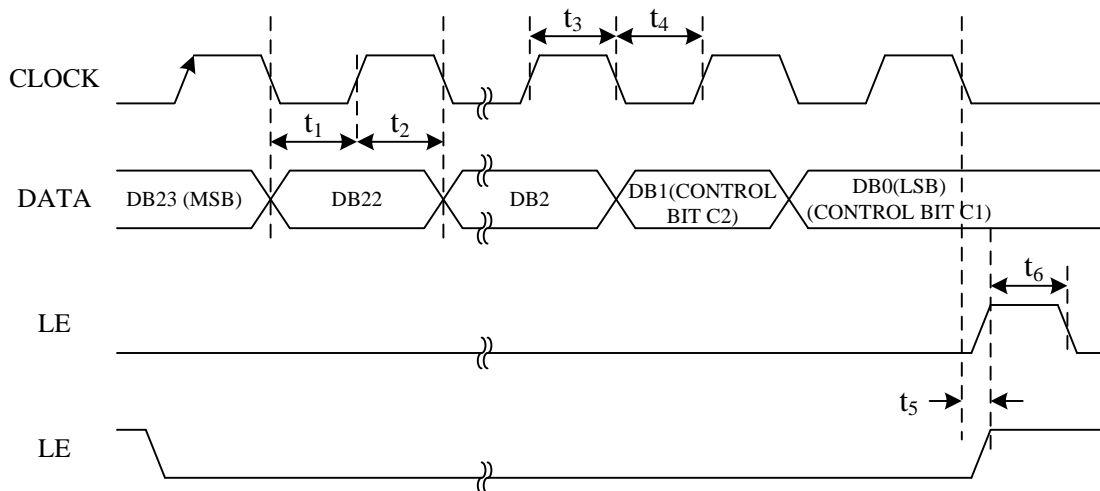 t3
t4
CLOCK
t1
t2
DATA
DB23 (MSB)
DB22
DB2
DB1(CONTROL
BIT C2)
DB0(LSB)
(CONTROL BIT C1)
t6
LE
t5
LE